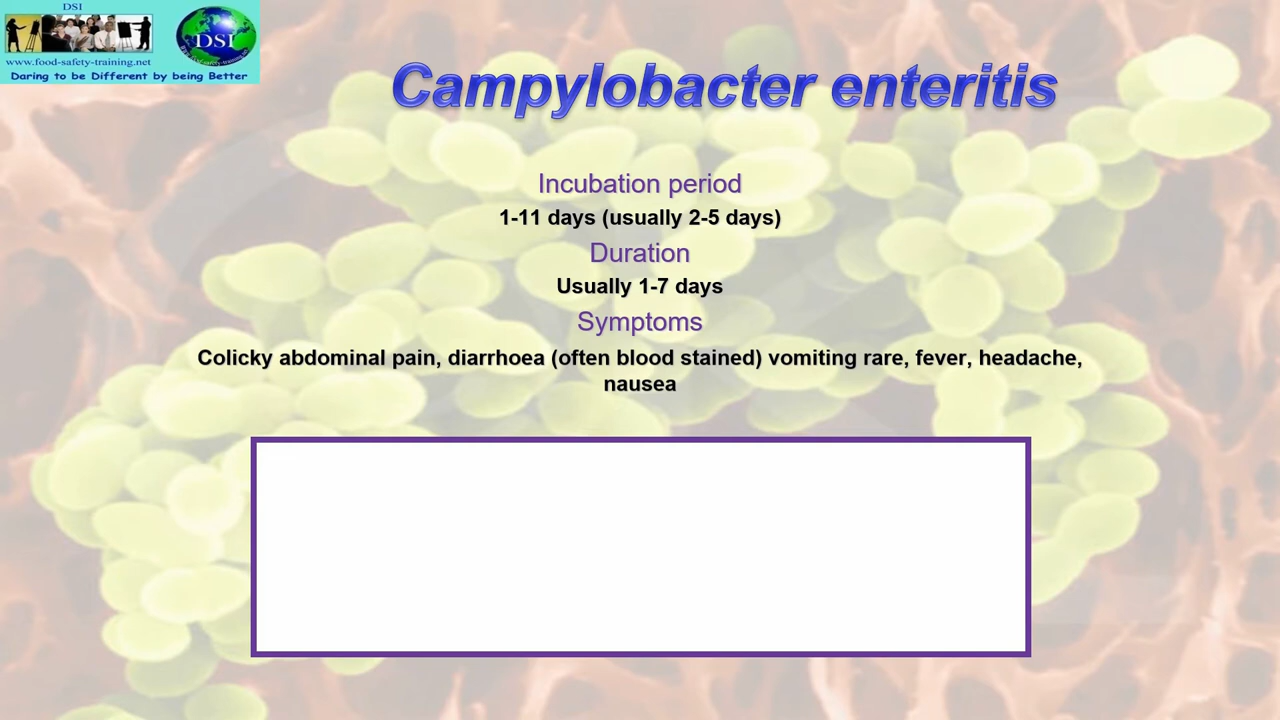 DSI
DSI
www.food-safety-training.net
Daring to be Different by being Better
Campylobacter enteritis
Incubation period
1-11 days (usually 2-5 days)
Duration
Usually 1-7 days
Symptoms
Colicky abdominal pain, diarrhoea (often blood stained) vomiting rare, fever, headache,
nausea